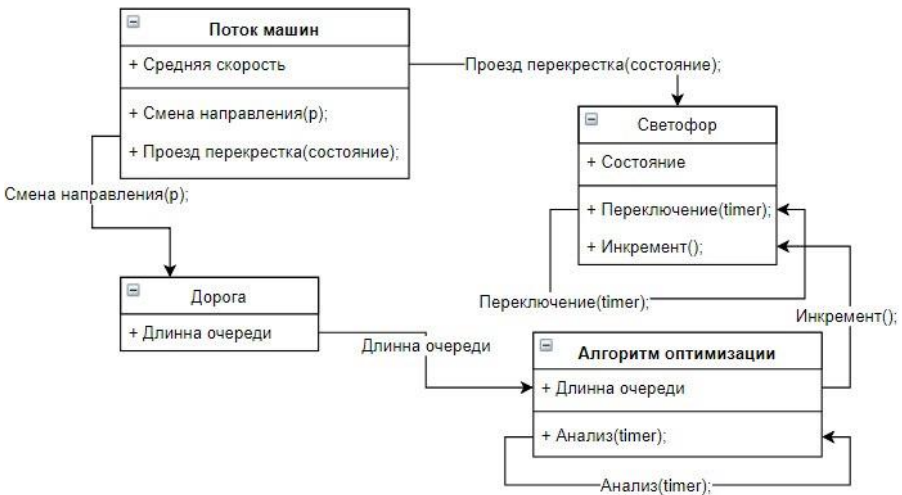 Поток машин
+ Средняя скорость
+ Смена направления(p);
+ Проезд перекрестка(состояние);
Проезд перекрестка(состояние);
Светофор
+ Состояние
+ Переключение(timer);
+ Инкремент();
Смена направления(p);
Дорога
+ Длинна очереди
Переключение(timer);
Инкремент();
Длинна очереди
Алгоритм оптимизации
+ Длинна очереди
+ Анализ(timer);
Анализ(timer);